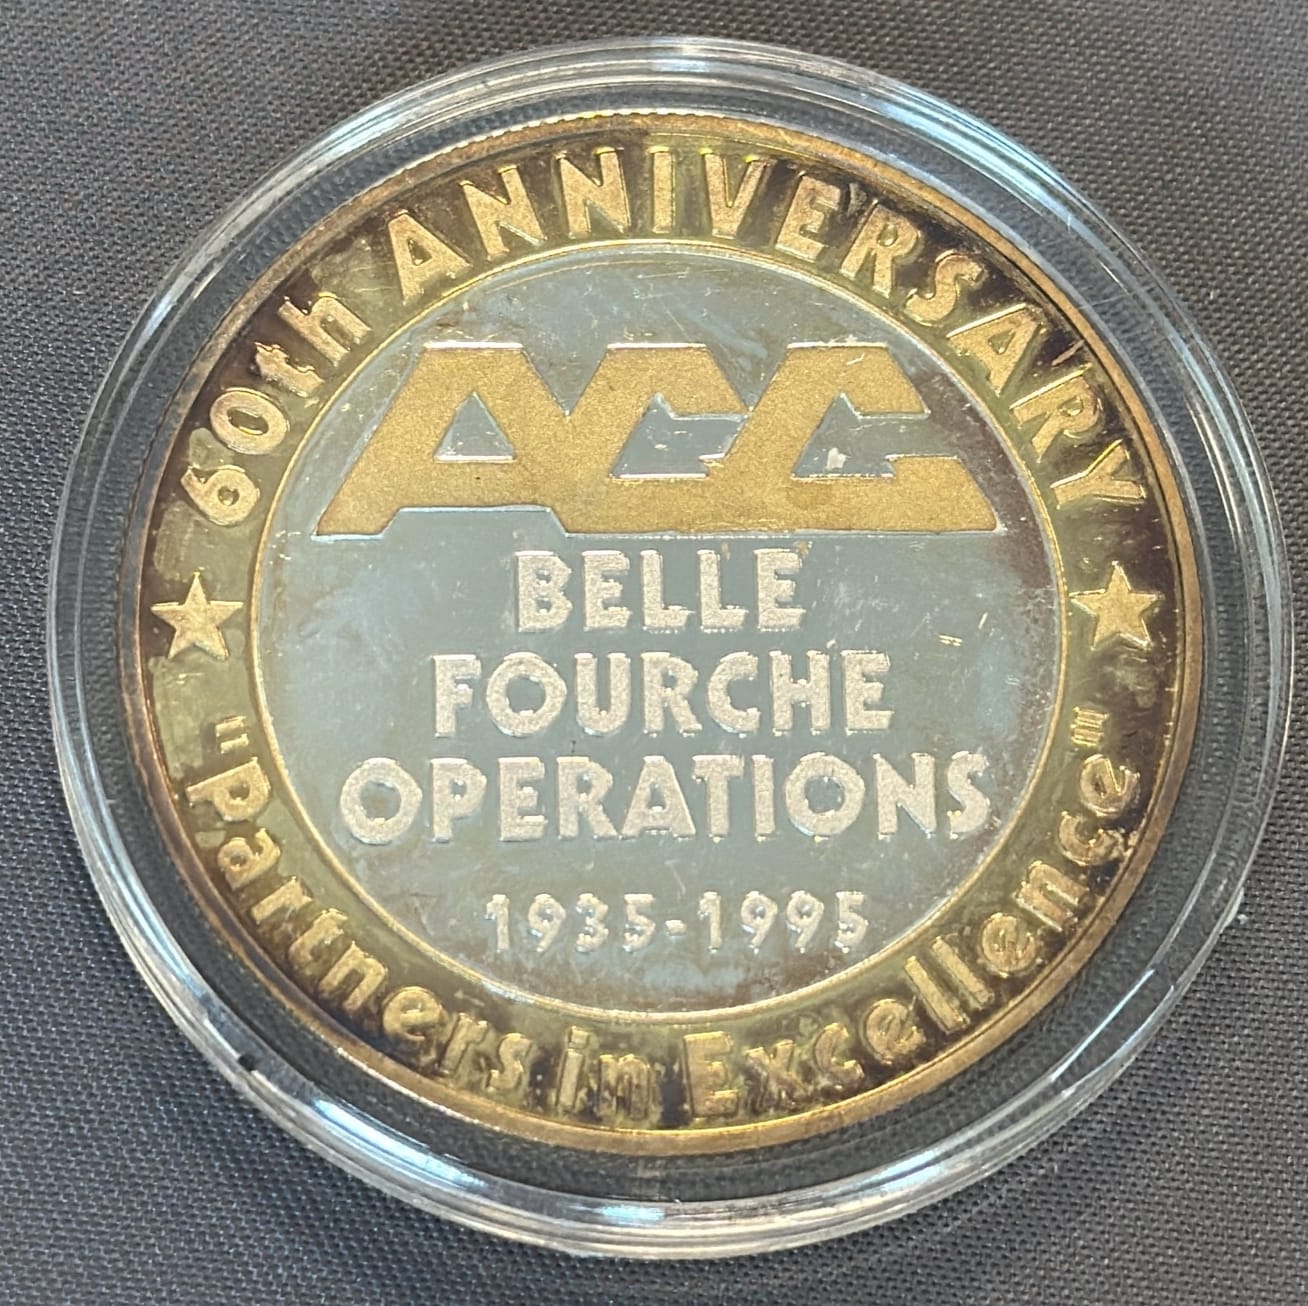 60th ANNIVERSARY
ACC
BELLE
FOURCHE
OPERATIONS
1935-1995
"Partners in Excellence"